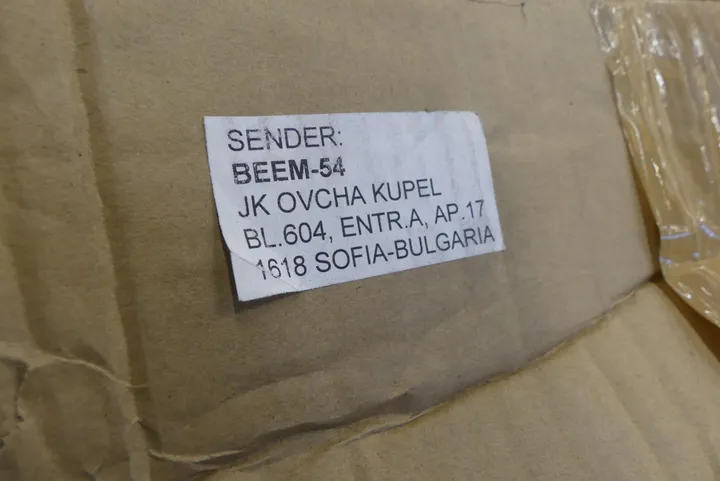 SENDER:
BEEM-54
JK OVCHA KUPEL
BL.604, ENTR.A, AP.17
1618 SOFIA-BULGARIA